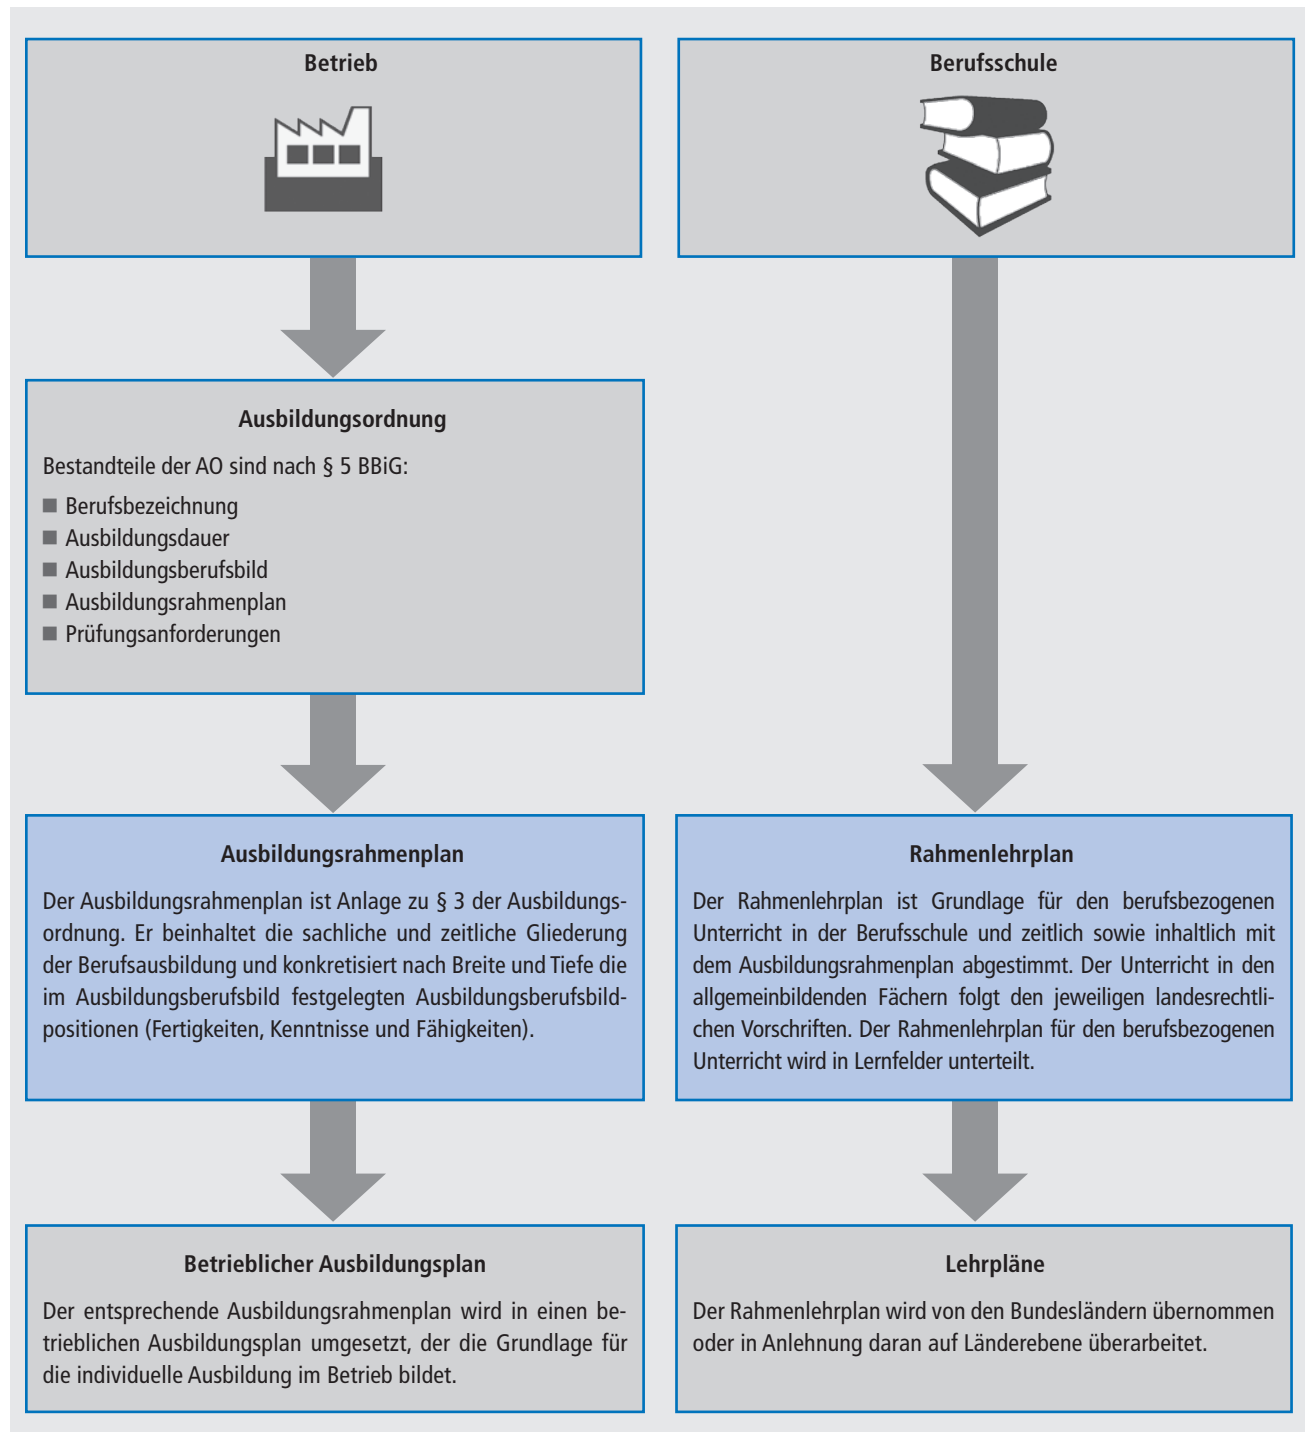 Betrieb
Berufsschule
Ausbildungsordnung
Bestandteile der AO sind nach § 5 BBiG:
■ Berufsbezeichnung
■ Ausbildungsdauer
■ Ausbildungsberufsbild
■ Ausbildungsrahmenplan
■ Prüfungsanforderungen
Ausbildungsrahmenplan
Der Ausbildungsrahmenplan ist Anlage zu § 3 der Ausbildungs-
ordnung. Er beinhaltet die sachliche und zeitliche Gliederung
der Berufsausbildung und konkretisiert nach Breite und Tiefe die
im Ausbildungsberufsbild festgelegten Ausbildungsberufsbild-
positionen (Fertigkeiten, Kenntnisse und Fähigkeiten).
Rahmenlehrplan
Der Rahmenlehrplan ist Grundlage für den berufsbezogenen
Unterricht in der Berufsschule und zeitlich sowie inhaltlich mit
dem Ausbildungsrahmenplan abgestimmt. Der Unterricht in den
allgemeinbildenden Fächern folgt den jeweiligen landesrechtli-
chen Vorschriften. Der Rahmenlehrplan für den berufsbezogenen
Unterricht wird in Lernfelder unterteilt.
Betrieblicher Ausbildungsplan
Der entsprechende Ausbildungsrahmenplan wird in einen be-
trieblichen Ausbildungsplan umgesetzt, der die Grundlage für
die individuelle Ausbildung im Betrieb bildet.
Lehrpläne
Der Rahmenlehrplan wird von den Bundesländern übernommen
oder in Anlehnung daran auf Länderebene überarbeitet.